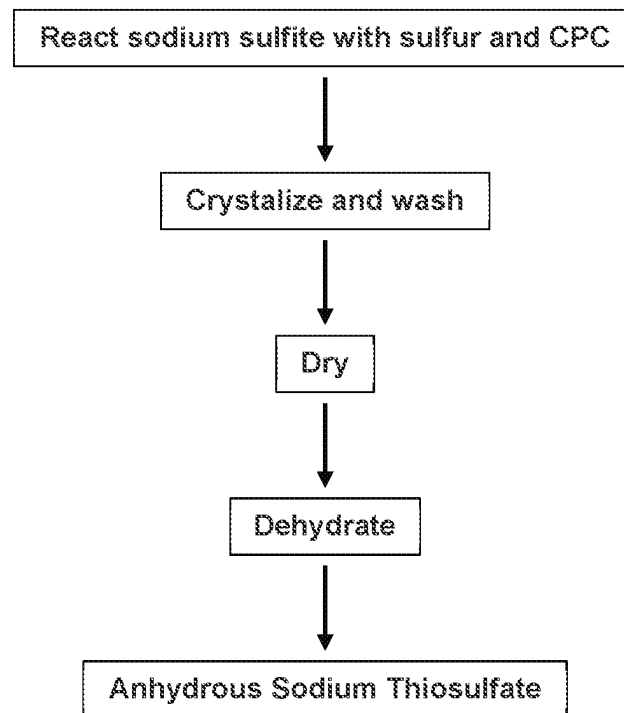 React sodium sulfite with sulfur and CPC
Crystalize and wash
Dry
Dehydrate
Anhydrous Sodium Thiosulfate